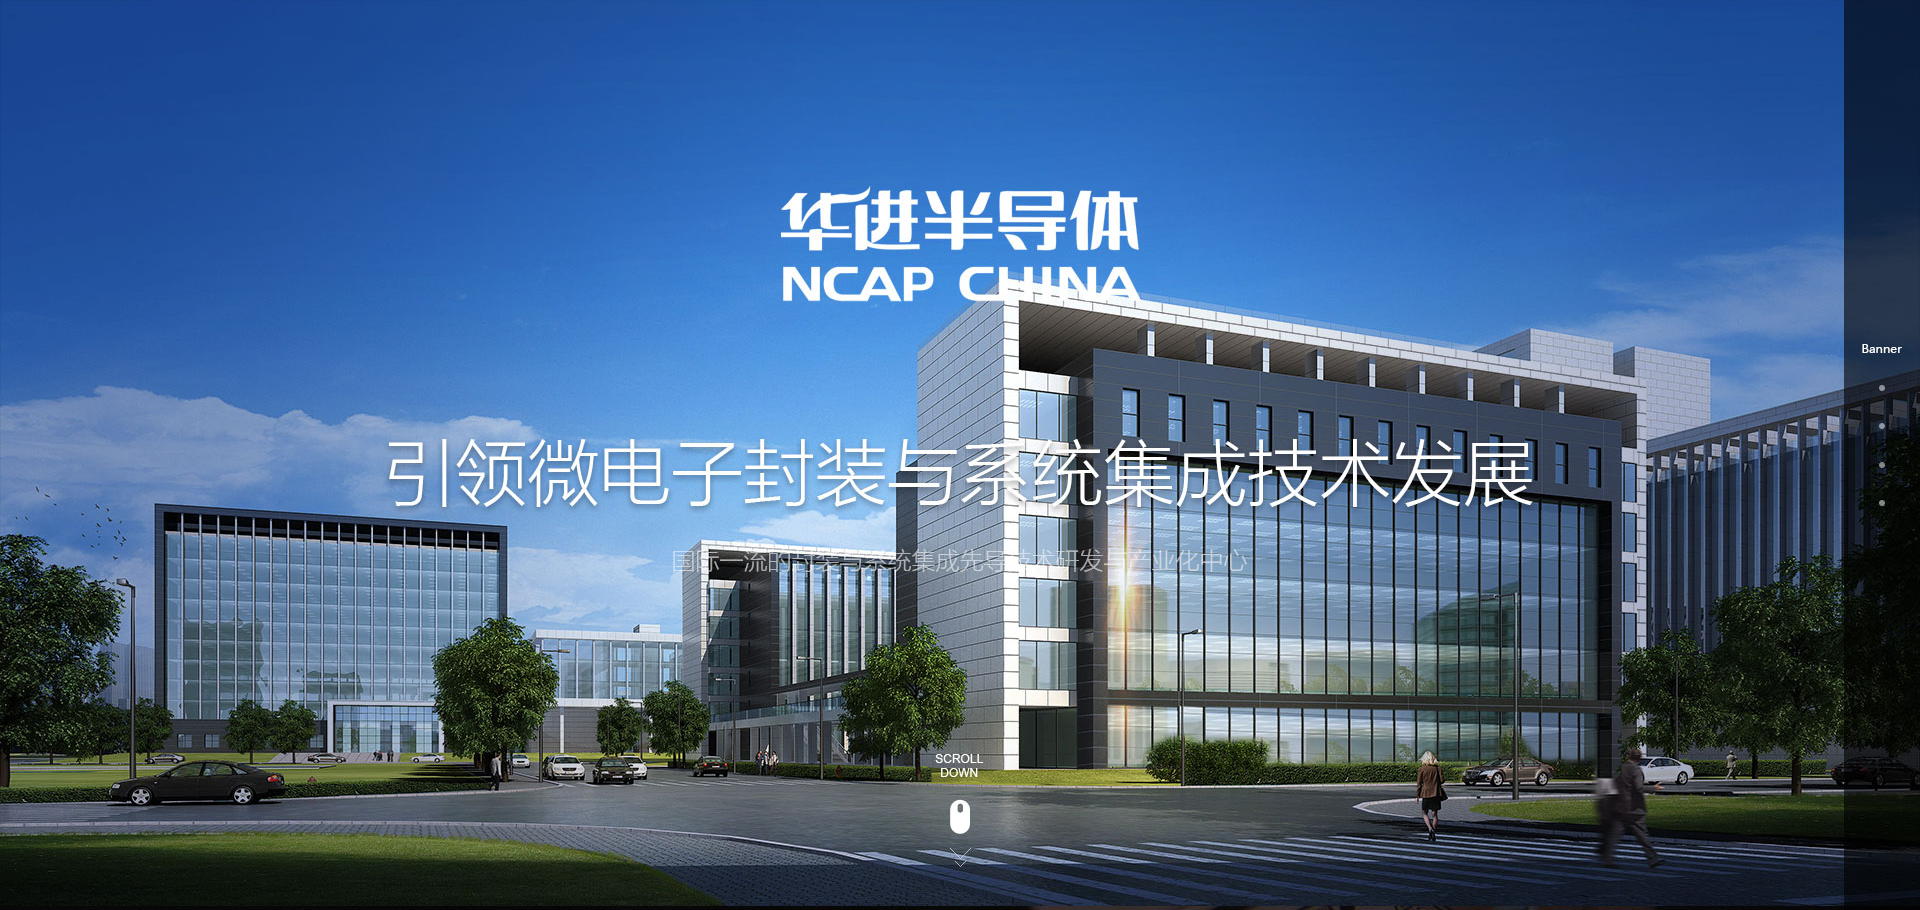 华进半导体
NCAP CHINA
Banner
引领微电子封装与系统集成技术发展
国际一流的封装与系统集成先导技术研发与产业化中心
SCROLL
DOWN